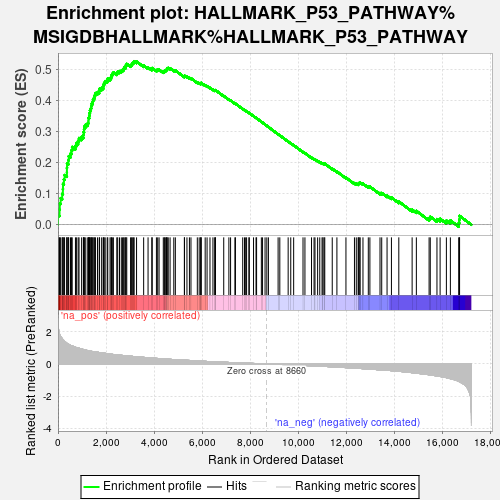 Enrichment plot: HALLMARK_P53_PATHWAY%
MSIGDBHALLMARK%HALLMARK_P53_PATHWAY
Enrichment score (ES)
0.5
0.4
0.3
0.2
0.1
0.0
'na_pos' (positively correlated)
Ranked list metric (PreRanked)
2
0
-2
-4
Zero cross at 8660
'na_neg' (negatively correlated)
0
2,000
4,000
6,000
8,000
10,000
12,000
14,000
16,000
18,000
Rank in Ordered Dataset
Enrichment profile
Hits
Ranking metric scores